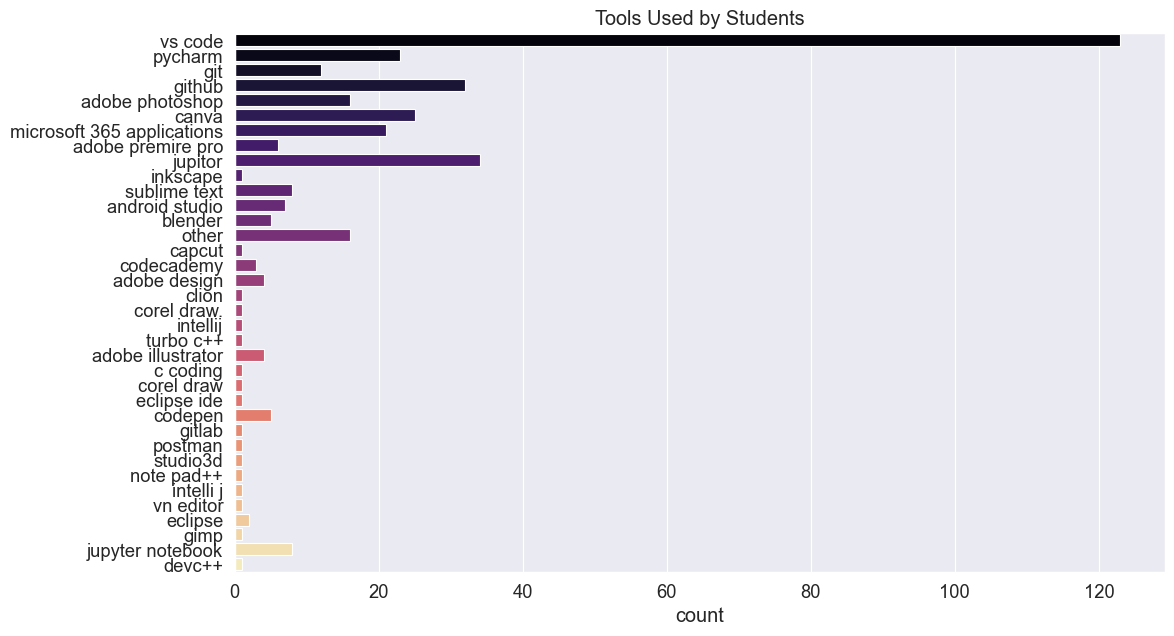 Tools Used by Students
vs code
pycharm
git
github
adobe photoshop
canva
microsoft 365 applications
adobe premire pro
jupitor
inkscape
sublime text
android studio
blender
other
capcut
codecademy
adobe design
clion
corel draw.
intellij
turbo c++
adobe illustrator
c coding
corel draw
eclipse ide
codepen
gitlab
postman
studio3d
note pad++
intelli j
vn editor
eclipse
gimp
jupyter notebook
devc++
0 20 40 60 80 100 120
count